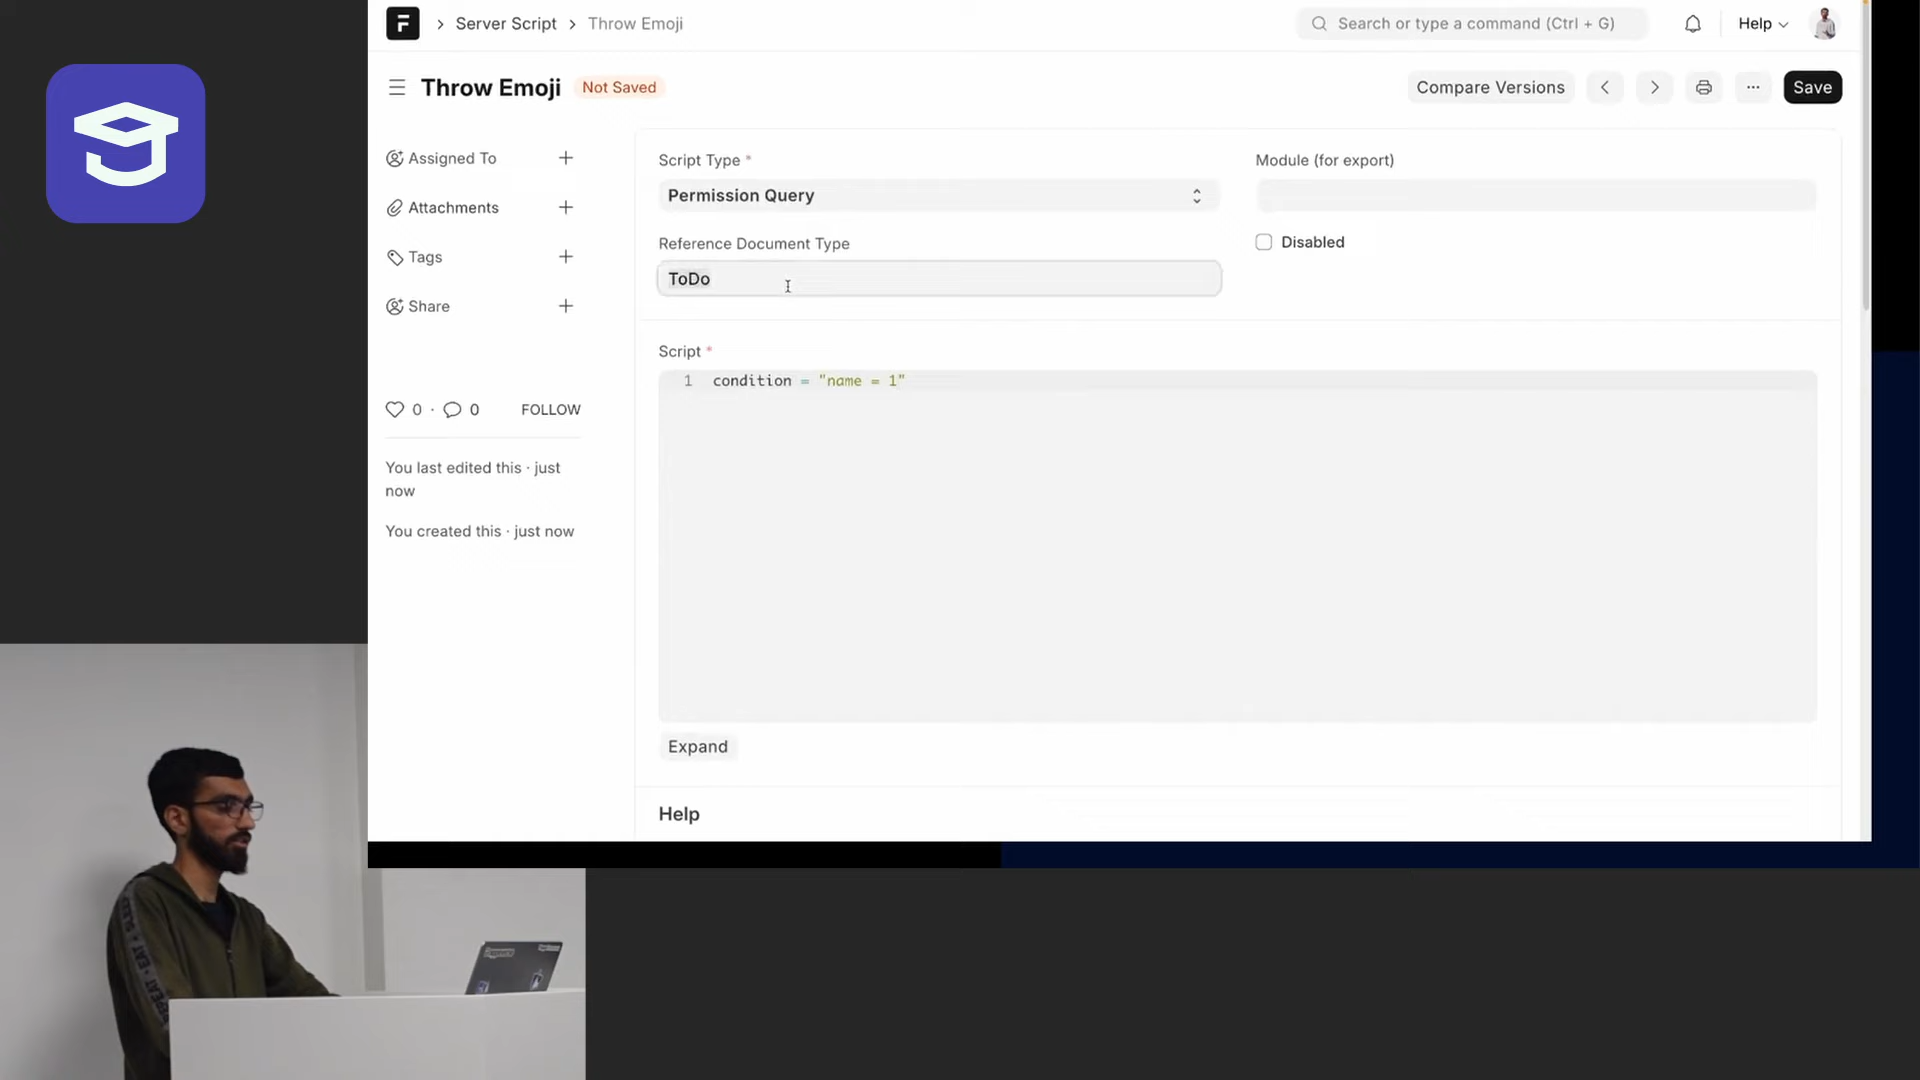 Server Script
Throw Emoji
Search or type a command (Ctrl + G)
Help
Throw Emoji
Not Saved
Compare Versions
Save
Assigned To
Attachments
Tags
Share
0 · 0
FOLLOW
You last edited this · just
now
You created this · just now
Script Type *
Permission Query
Module (for export)
Reference Document Type
ToDo
Disabled
Script *
1 condition = "name = 1"
Expand
Help